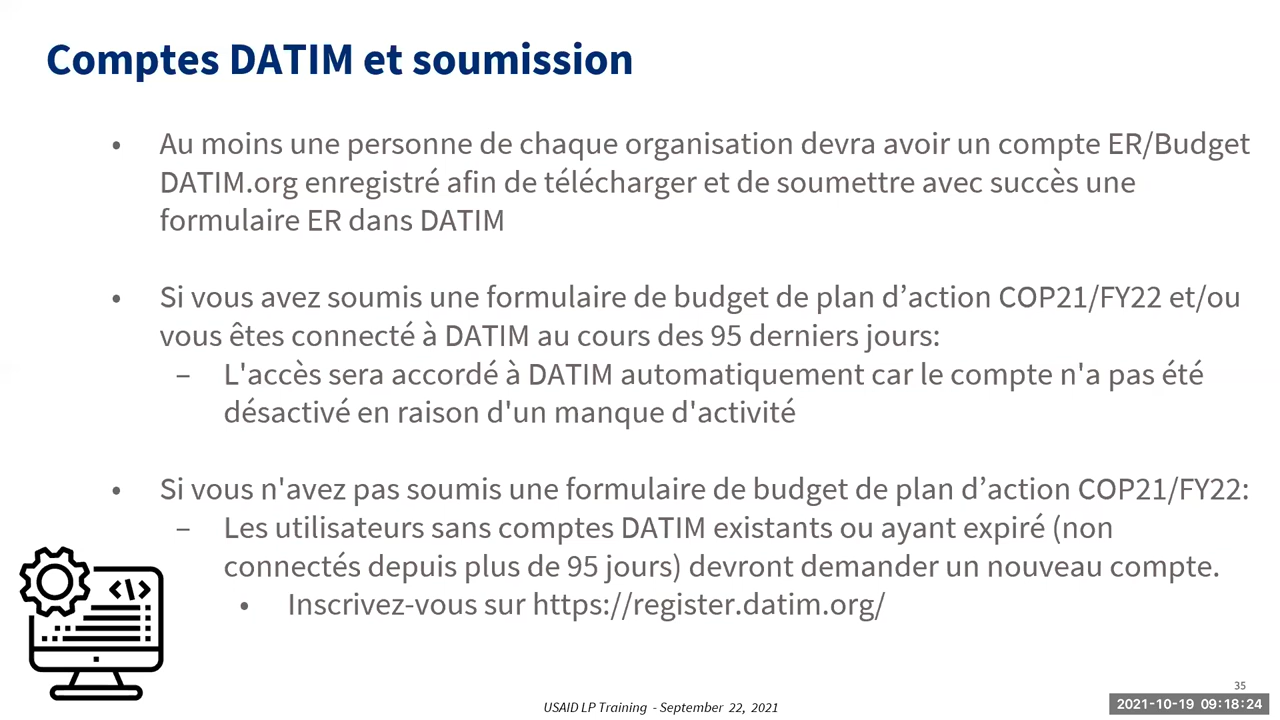 Comptes DATIM et soumission
• Au moins une personne de chaque organisation devra avoir un compte ER/Budget
DATIM.org enregistré afin de télécharger et de soumettre avec succès une
formulaire ER dans DATIM
• Si vous avez soumis une formulaire de budget de plan d’action COP21/FY22 et/ou
vous êtes connecté à DATIM au cours des 95 derniers jours:
– L'accès sera accordé à DATIM automatiquement car le compte n'a pas été
désactivé en raison d'un manque d'activité
• Si vous n'avez pas soumis une formulaire de budget de plan d’action COP21/FY22:
– Les utilisateurs sans comptes DATIM existants ou ayant expiré (non
connectés depuis plus de 95 jours) devront demander un nouveau compte.
• Inscrivez-vous sur https://register.datim.org/
</>
35
USAID LP Training - September 22, 2021
2021-10-19 09:18:24